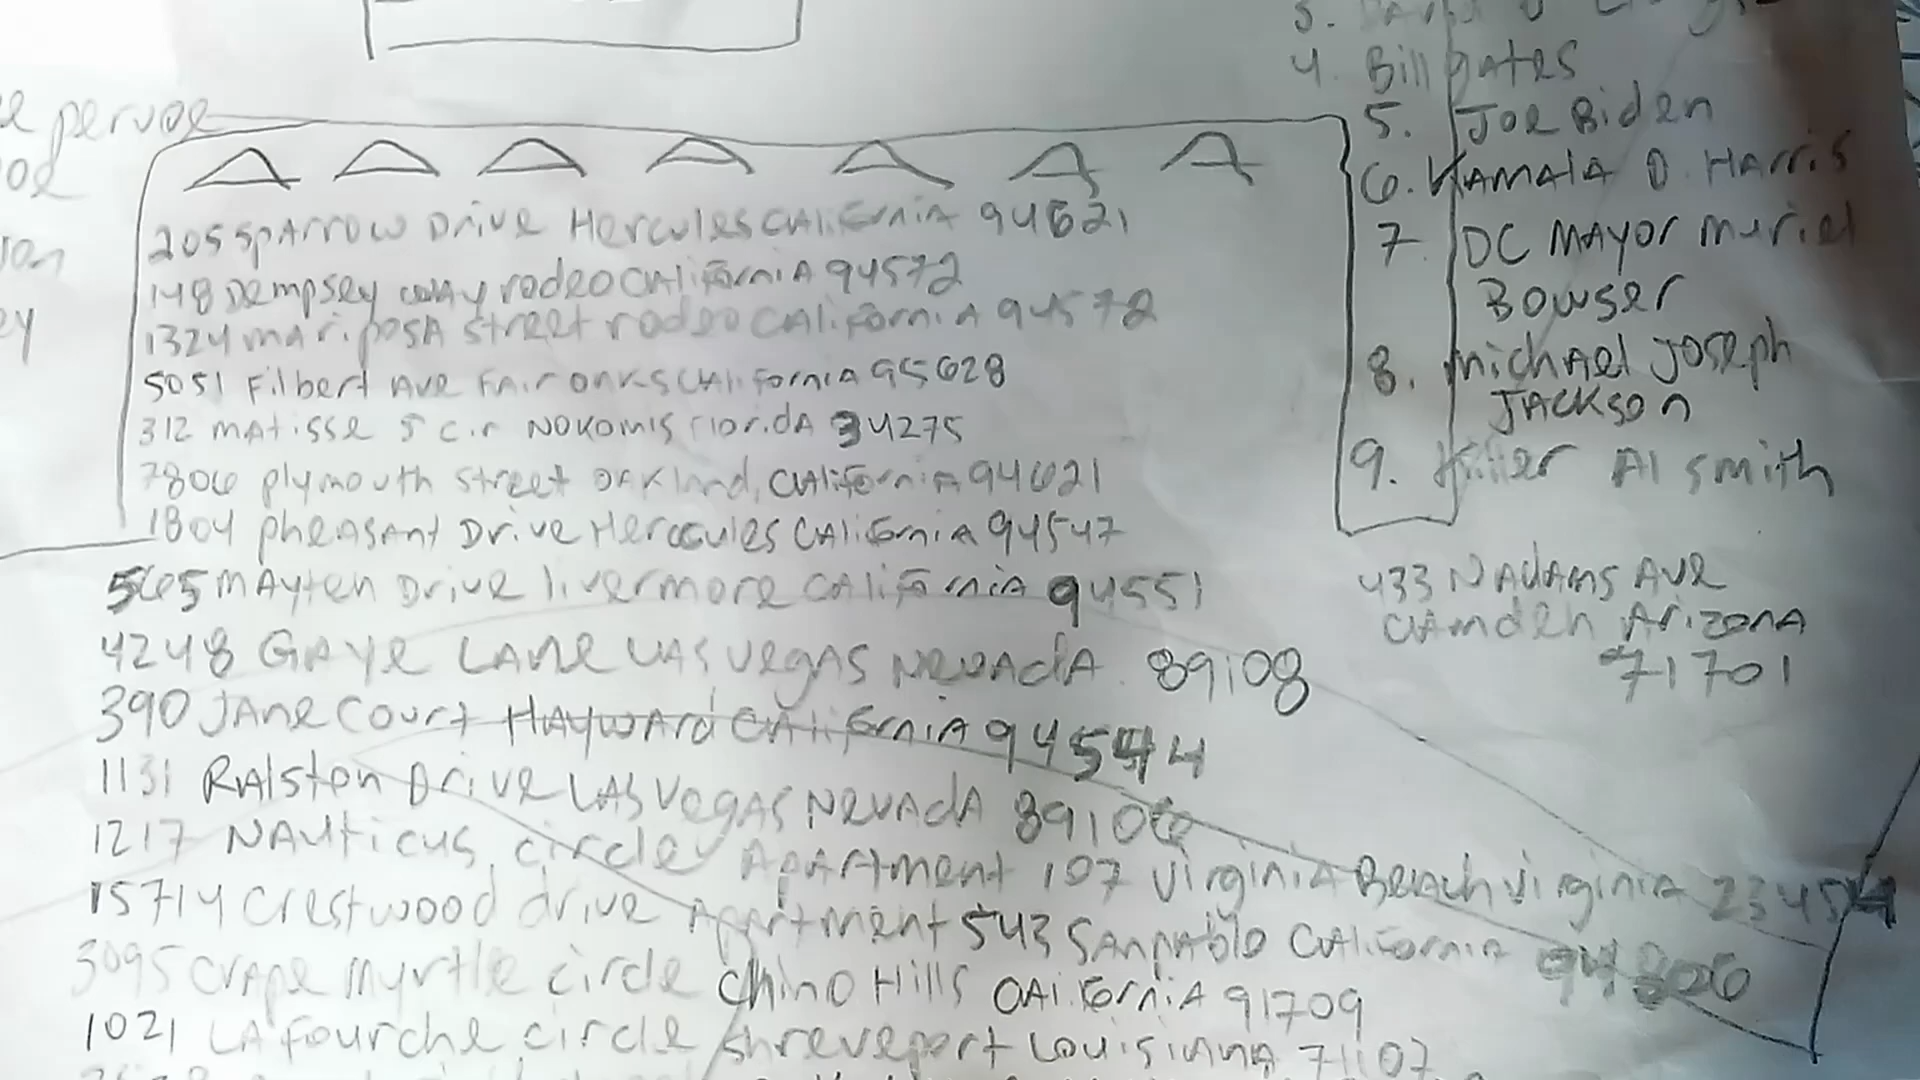 pervoe
205 Sparrow Drive Hercules California 94621
148 Dempsey way rodeo California 94572
1324 mariposa street rodeo California 94572
5051 Filbert Ave Fair oaks California 95628
312 matisse cir Nokomis Florida 34275
7806 plymouth street oakland, California 94621
1804 pheasant Drive Hercules California 94547
565 mayten Drive livermore California 94551
4248 Gaye Lane Las Vegas Nevada 89108
390 Jane Court Hayward California 94544
1131 Ralston Drive Las Vegas Nevada 89106
1217 Nauticus circle Apartment 107 Virginia Beach Virginia 23454
15714 Crestwood drive Apartment 543 San pablo California 94806
3095 Crape myrtle circle Chino Hills California 91709
1021 La fourche circle shreveport Louisiana 71107
4. Bill gates
5. Joe Biden
6. Kamala D. Harris
7 DC Mayor muriel
Bowser
8. michael Joseph
Jackson
9. Al smith
433 N Adams Ave
Camden Arizona
71701